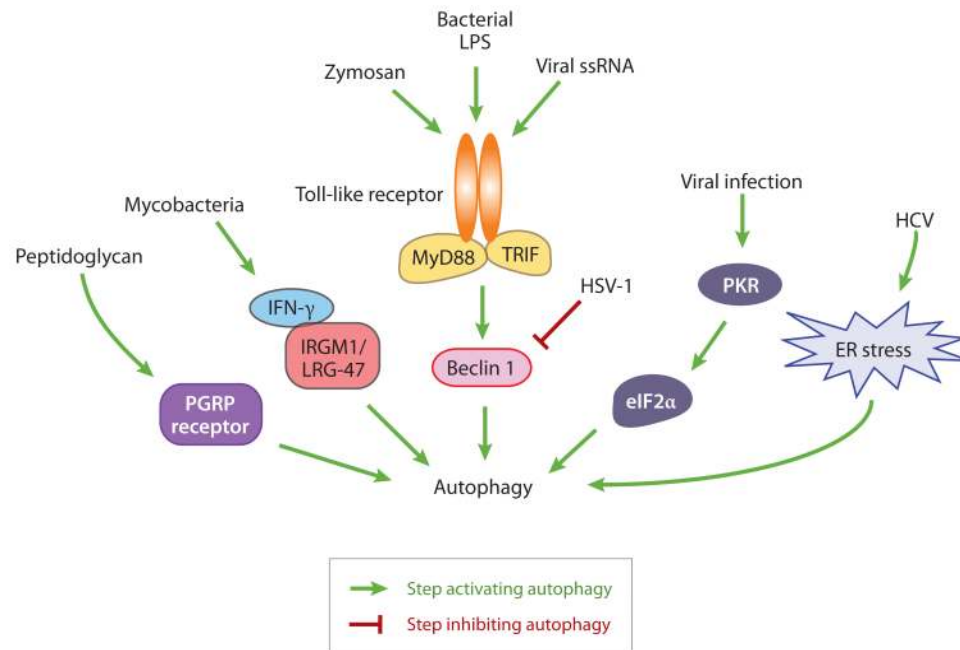 Bacterial
LPS
Zymosan
Viral ssRNA
Toll-like receptor
Viral infection
Mycobacteria
HCV
Peptidoglycan
MyD88
TRIF
HSV-1
PKR
IFN-γ
IRGM1/
LRG-47
Beclin 1
ER stress
PGRP
receptor
eIF2α
Autophagy
Step activating autophagy
Step inhibiting autophagy